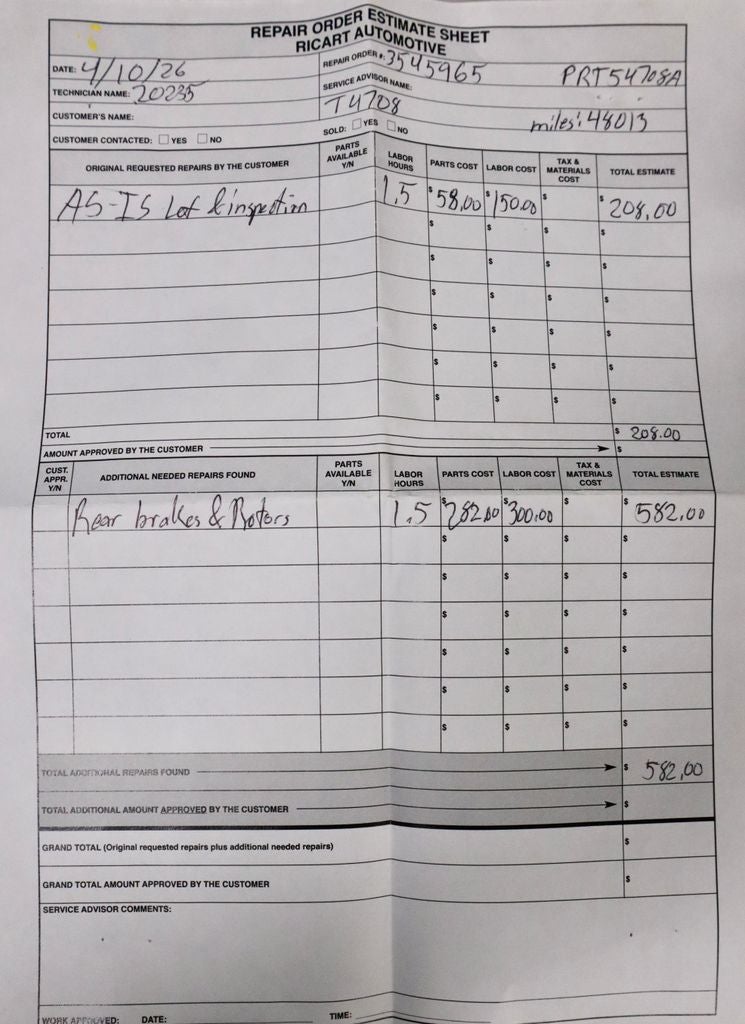 REPAIR ORDER ESTIMATE SHEET
RICART AUTOMOTIVE
DATE: 4/10/26
REPAIR ORDER #: 3545965
PRT54708A
TECHNICIAN NAME: 20235
SERVICE ADVISOR NAME:
T4708
CUSTOMER'S NAME:
miles: 48013
CUSTOMER CONTACTED: YES NO
SOLD: YES NO
ORIGINAL REQUESTED REPAIRS BY THE CUSTOMER PARTS AVAILABLE Y/N LABOR HOURS PARTS COST LABOR COST TAX & MATERIALS COST TOTAL ESTIMATE
AS-IS Lof & inspection 1.5 $58.00 $150.00 $ $208.00
$ $ $ $
$ $ $ $
$ $ $ $
$ $ $ $
$ $ $ $
$ $ $ $
TOTAL $ 208.00
AMOUNT APPROVED BY THE CUSTOMER $
CUST. APPR. Y/N ADDITIONAL NEEDED REPAIRS FOUND PARTS AVAILABLE Y/N LABOR HOURS PARTS COST LABOR COST TAX & MATERIALS COST TOTAL ESTIMATE
Rear brakes & Rotors 1.5 $282.00 $300.00 $ $582.00
$ $ $ $
$ $ $ $
$ $ $ $
$ $ $ $
$ $ $ $
$ $ $ $
TOTAL ADDITIONAL REPAIRS FOUND $ 582.00
TOTAL ADDITIONAL AMOUNT APPROVED BY THE CUSTOMER $
GRAND TOTAL (Original requested repairs plus additional needed repairs) $
GRAND TOTAL AMOUNT APPROVED BY THE CUSTOMER $
SERVICE ADVISOR COMMENTS:
WORK APPROVED: DATE: TIME: